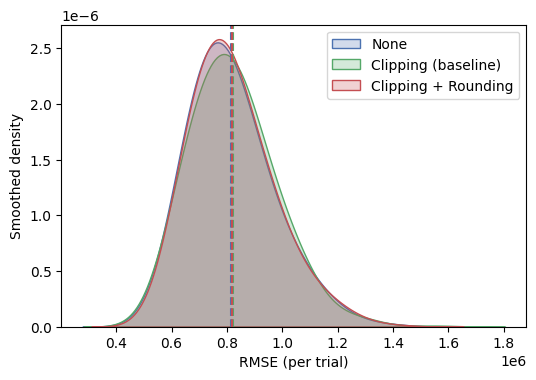 1e−6
None
Clipping (baseline)
Clipping + Rounding
Smoothed density
2.5
2.0
1.5
1.0
0.5
0.0
0.4 0.6 0.8 1.0 1.2 1.4 1.6 1.8
RMSE (per trial)
1e6